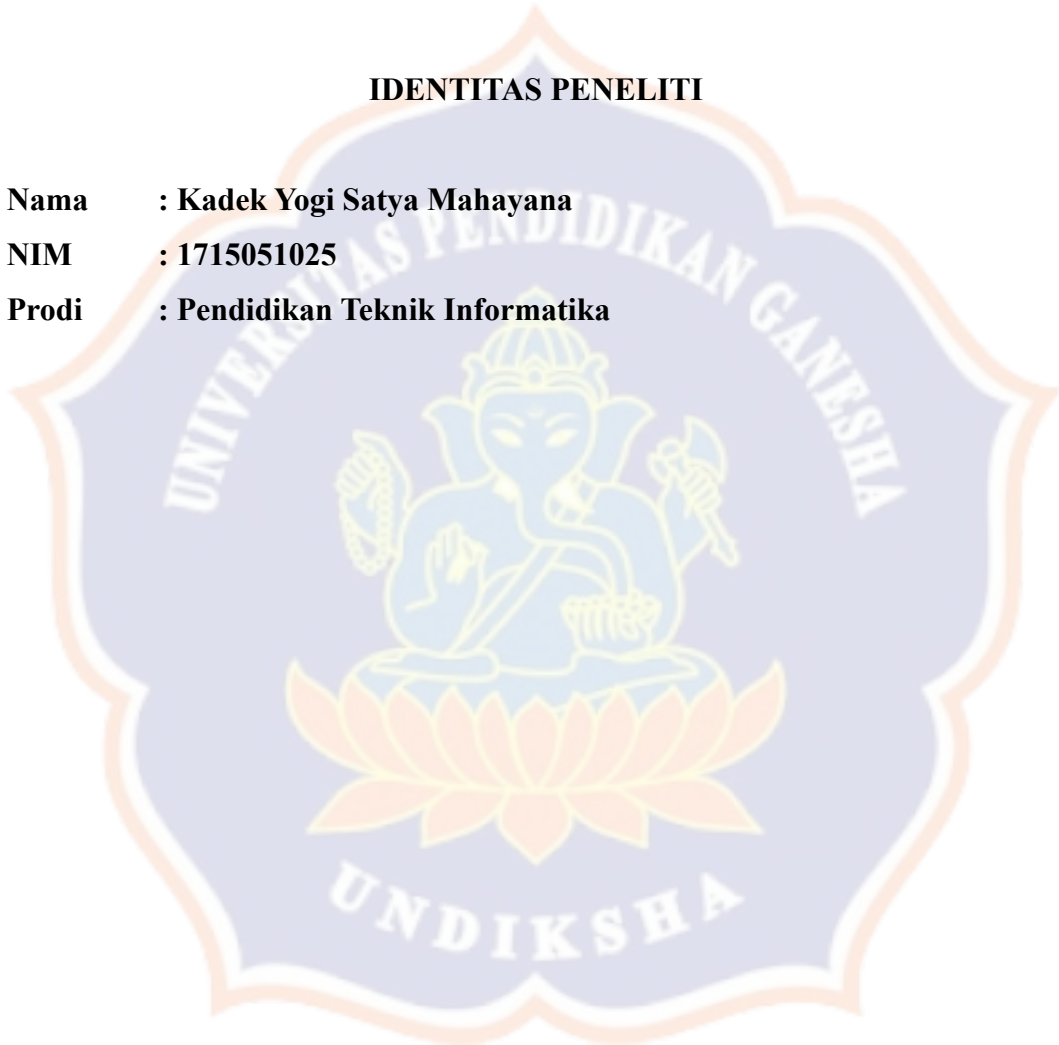 IDENTITAS PENELITI
Nama : Kadek Yogi Satya Mahayana
NIM : 1715051025
Prodi : Pendidikan Teknik Informatika
UNIVERSITAS PENDIDIKAN GANESHA
UNDIKSHA